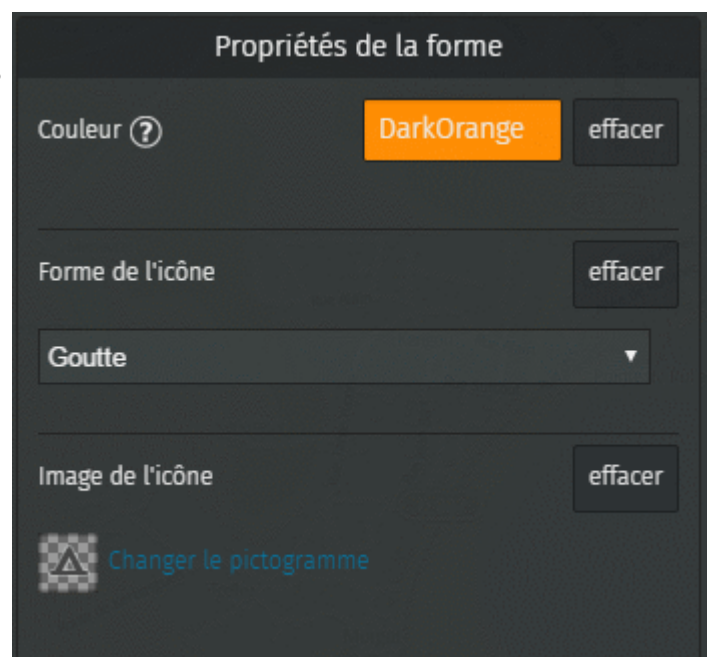 Propriétés de la forme
Couleur ? DarkOrange effacer
Forme de l'icône effacer
Goutte
Image de l'icône effacer
Changer le pictogramme